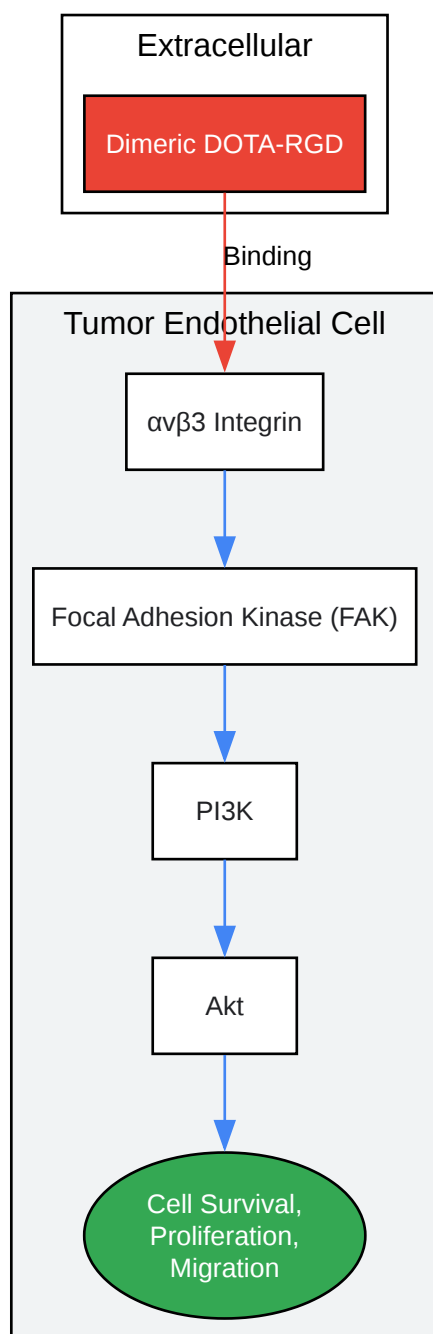 Extracellular
Dimeric DOTA-RGD
Binding
Tumor Endothelial Cell
αvβ3 Integrin
Focal Adhesion Kinase (FAK)
PI3K
Akt
Cell Survival,
Proliferation,
Migration